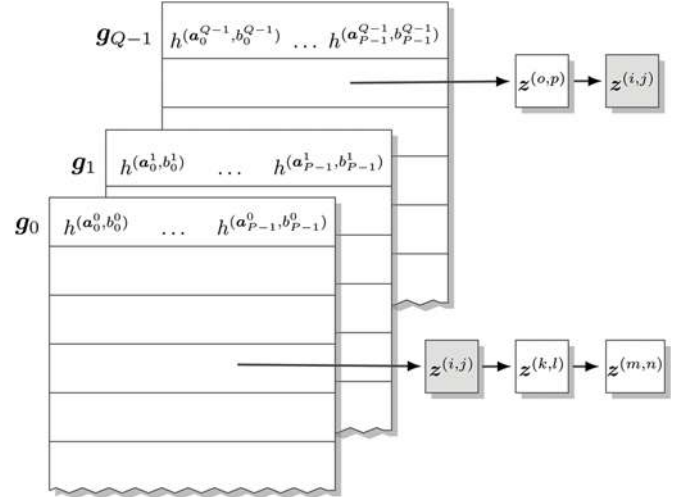 g_{Q-1} h^{(a_0^{Q-1},b_0^{Q-1})} … h^{(a_{P-1}^{Q-1},b_{P-1}^{Q-1})}
z^{(o,p)} z^{(i,j)}
g_1 h^{(a_0^1,b_0^1)} … h^{(a_{P-1}^1,b_{P-1}^1)}
g_0 h^{(a_0^0,b_0^0)} … h^{(a_{P-1}^0,b_{P-1}^0)}
z^{(i,j)} z^{(k,l)} z^{(m,n)}